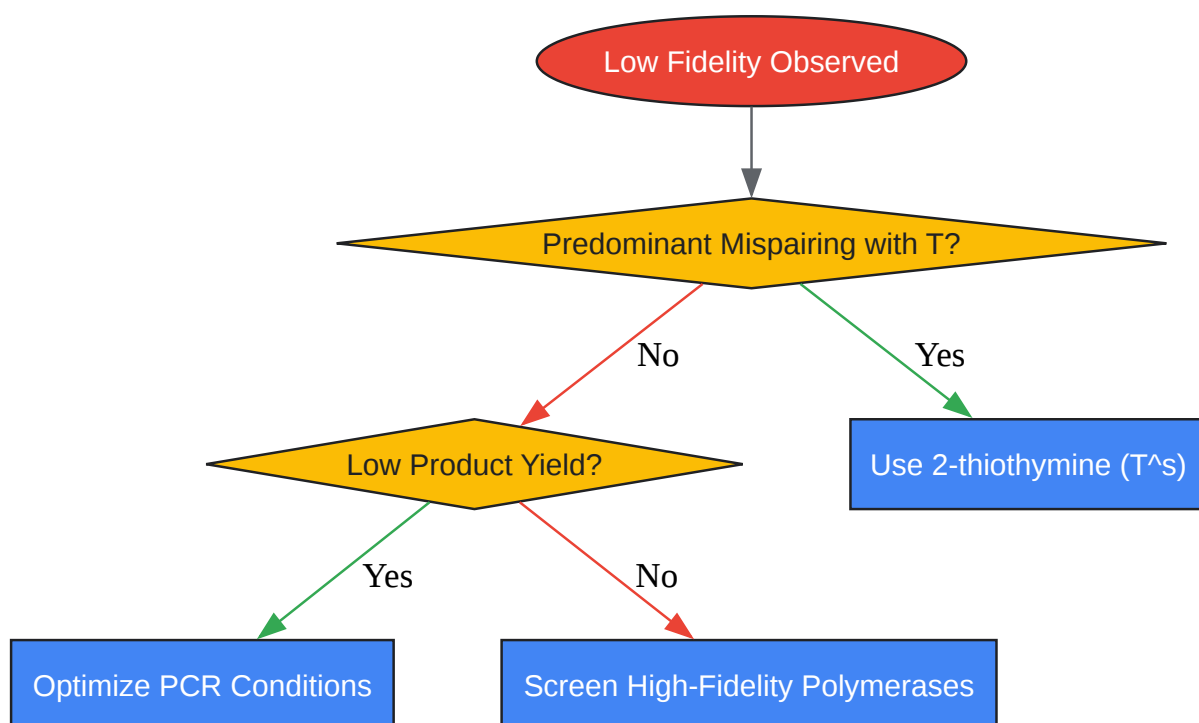 Low Fidelity Observed
Predominant Mispairing with T?
No
Yes
Low Product Yield?
Use 2-thiothymine (T^s)
Yes
No
Optimize PCR Conditions
Screen High-Fidelity Polymerases